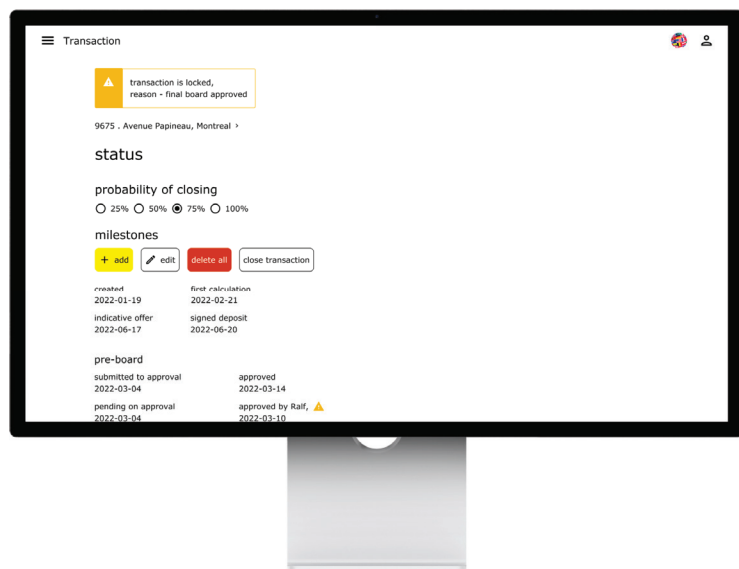 Transaction
transaction is locked,
reason - final board approved
9675 . Avenue Papineau, Montreal >
status
probability of closing
25% 50% 75% 100%
milestones
+ add edit delete all close transaction
created first calculation
2022-01-19 2022-02-21
indicative offer signed deposit
2022-06-17 2022-06-20
pre-board
submitted to approval approved
2022-03-04 2022-03-14
pending on approval approved by Ralf,
2022-03-04 2022-03-10